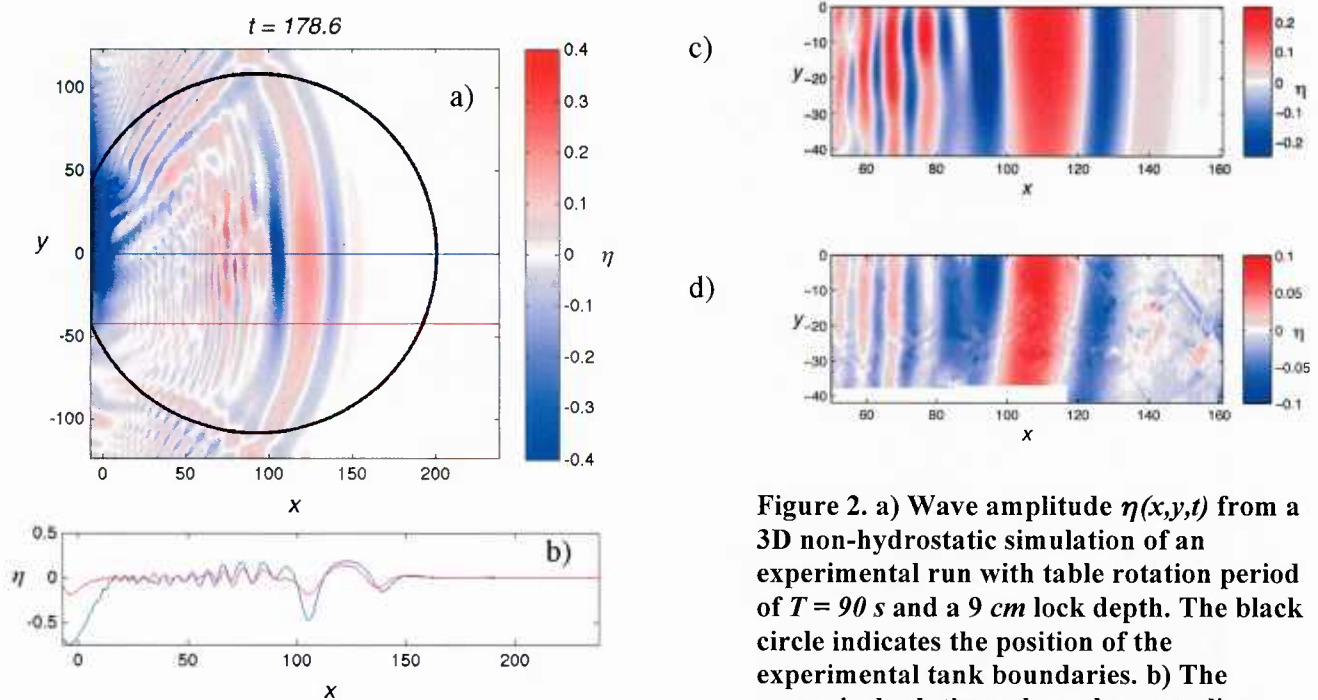 t = 178.6
a)
100
50
0
-50
-100
y
0 50 100 150 200
x
0.4
0.3
0.2
0.1
0
-0.1
-0.2
-0.3
-0.4
η
b)
0.5
0
-0.5
η
0 50 100 150 200
x
c)
0
-10
-20
-30
-40
y
60 80 100 120 140 160
x
0.2
0.1
0
-0.1
-0.2
η
d)
0
-10
-20
-30
-40
y
60 80 100 120 140 160
x
0.1
0.05
0
-0.05
-0.1
η
Figure 2. a) Wave amplitude η(x,y,t) from a
3D non-hydrostatic simulation of an
experimental run with table rotation period
of T = 90 s and a 9 cm lock depth. The black
circle indicates the position of the
experimental tank boundaries. b) The